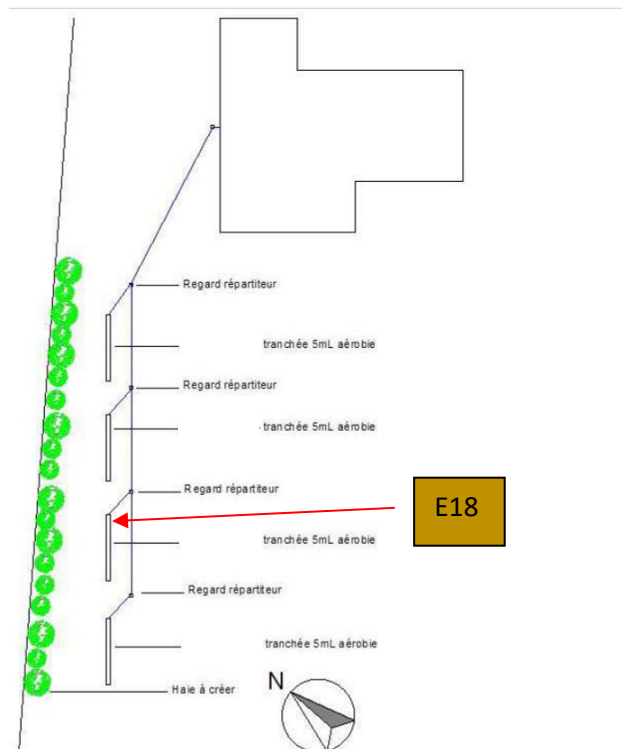 Regard répartiteur
tranchée 5mL aérobie
Regard répartiteur
tranchée 5mL aérobie
Regard répartiteur
E18
tranchée 5mL aérobie
Regard répartiteur
tranchée 5mL aérobie
N
Haie à créer